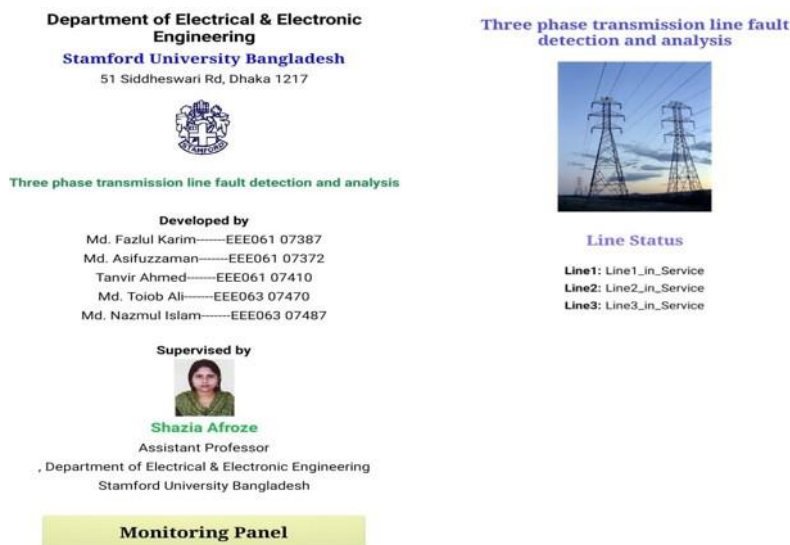 Department of Electrical & Electronic
Engineering
Stamford University Bangladesh
51 Siddheswari Rd, Dhaka 1217
STAMFORD
Three phase transmission line fault detection and analysis
Developed by
Md. Fazlul Karim------EEE061 07387
Md. Asifuzzaman------EEE061 07372
Tanvir Ahmed------EEE061 07410
Md. Toiob Ali------EEE063 07470
Md. Nazmul Islam------EEE063 07487
Supervised by
Shazia Afroze
Assistant Professor
, Department of Electrical & Electronic Engineering
Stamford University Bangladesh
Monitoring Panel
Three phase transmission line fault
detection and analysis
Line Status
Line1: Line1_in_Service
Line2: Line2_in_Service
Line3: Line3_in_Service